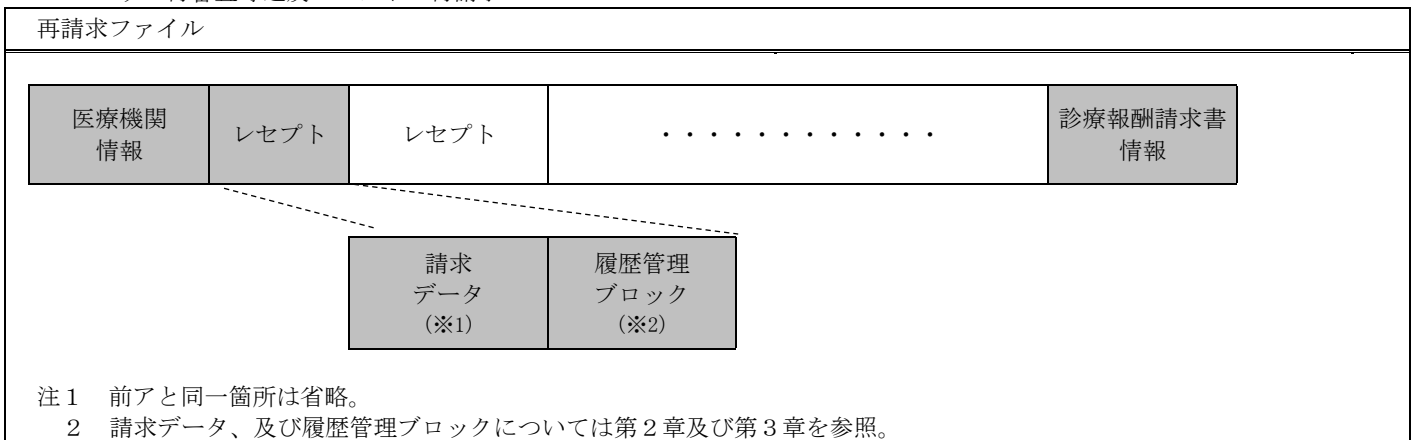 再請求ファイル
医療機関
情報
レセプト
レセプト
・・・・・・・・・・・・
診療報酬請求書
情報
請求
データ
(※1)
履歴管理
ブロック
(※2)
注１　前アと同一箇所は省略。
２　請求データ、及び履歴管理ブロックについては第２章及び第３章を参照。